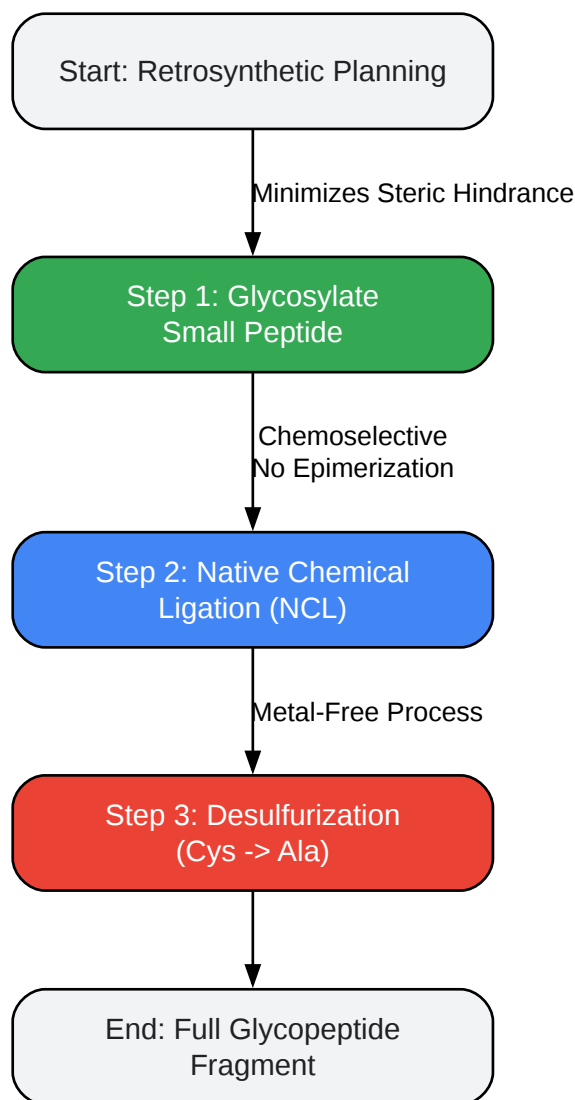 Start: Retrosynthetic Planning
Minimizes Steric Hindrance
Step 1: Glycosylate
Small Peptide
Chemoselective
No Epimerization
Step 2: Native Chemical
Ligation (NCL)
Metal-Free Process
Step 3: Desulfurization
(Cys -> Ala)
End: Full Glycopeptide
Fragment